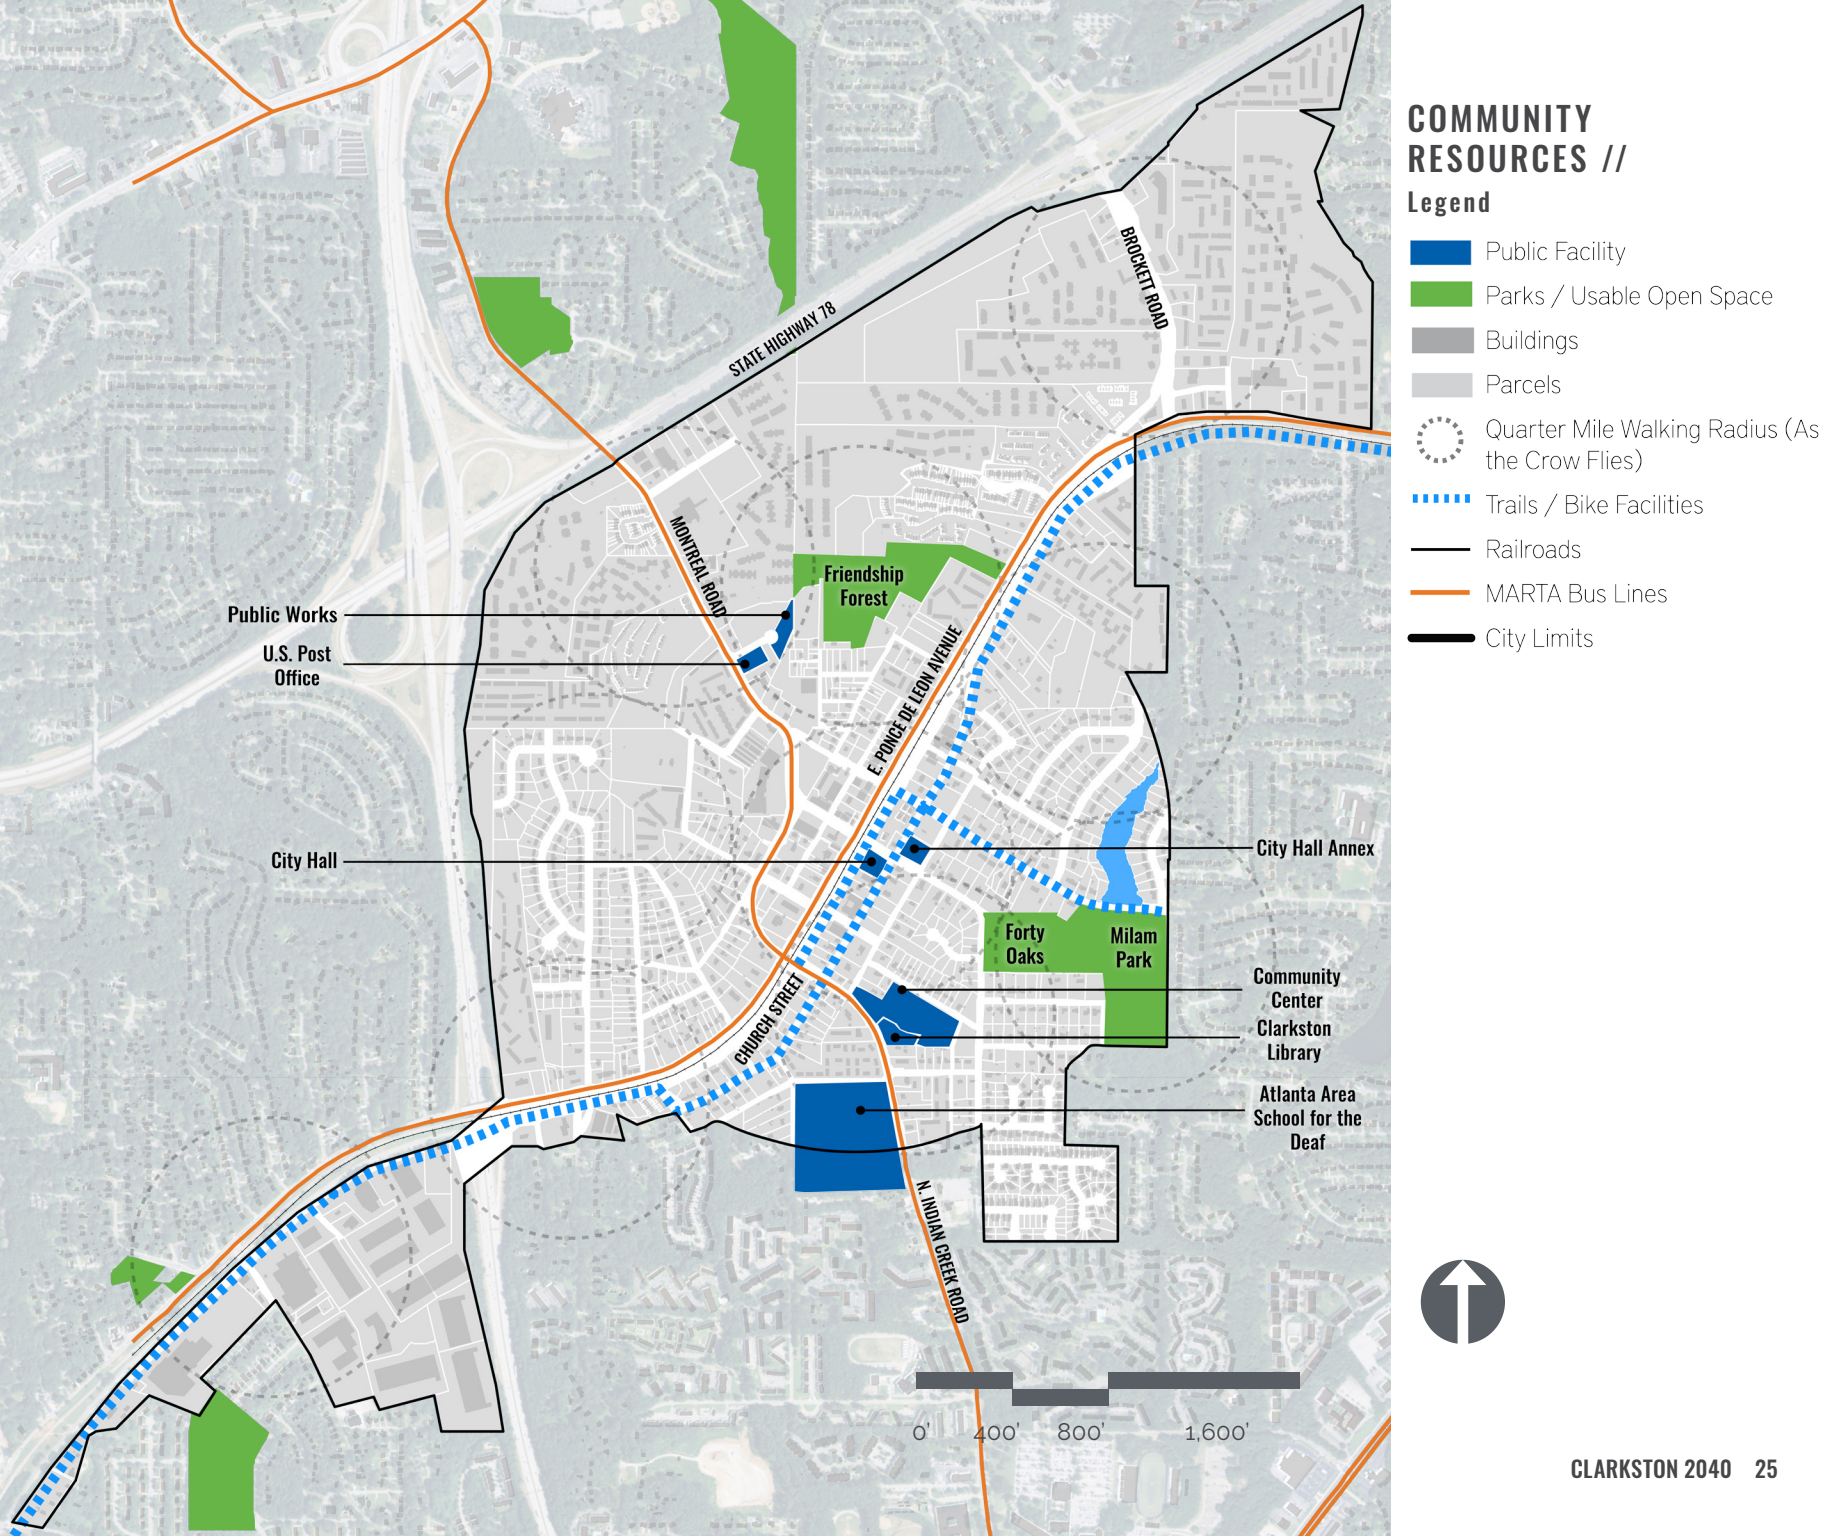 COMMUNITY
RESOURCES //
Legend
Public Facility
Parks / Usable Open Space
Buildings
Parcels
Quarter Mile Walking Radius (As
the Crow Flies)
Trails / Bike Facilities
Railroads
MARTA Bus Lines
City Limits
BROCKETT ROAD
STATE HIGHWAY 78
MONTREAL ROAD
Friendship
Forest
Public Works
U.S. Post
Office
E. PONCE DE LEON AVENUE
City Hall
City Hall Annex
Forty
Oaks
Milam
Park
Community
Center
Clarkston
Library
CHURCH STREET
Atlanta Area
School for the
Deaf
N. INDIAN CREEK ROAD
0' 400' 800' 1,600'
CLARKSTON 2040 25